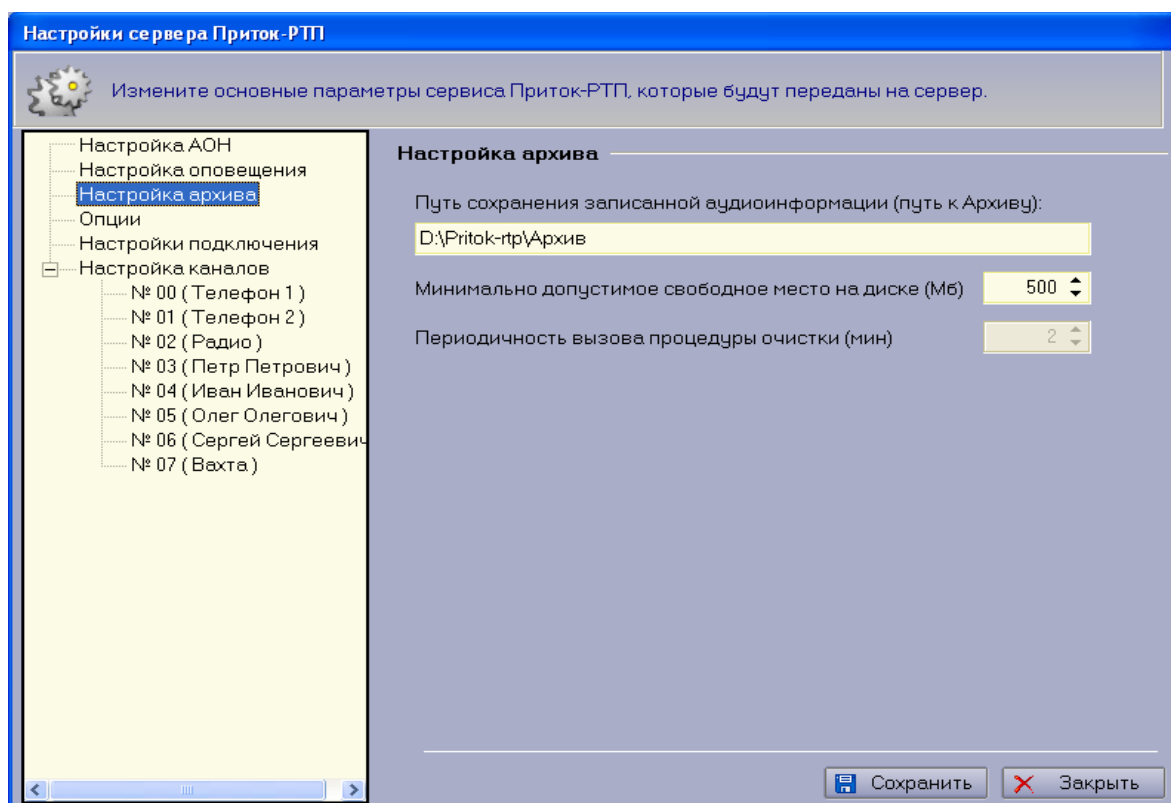 Настройки сервера Приток-РТП
Измените основные параметры сервиса Приток-РТП, которые будут переданы на сервер.
Настройка АОН
Настройка оповещения
Настройка архива
Опции
Настройки подключения
Настройка каналов
№ 00 ( Телефон 1 )
№ 01 ( Телефон 2 )
№ 02 ( Радио )
№ 03 ( Петр Петрович )
№ 04 ( Иван Иванович )
№ 05 ( Олег Олегович )
№ 06 ( Сергей Сергеевич
№ 07 ( Вахта )
Настройка архива
Путь сохранения записанной аудиоинформации (путь к Архиву):
D:\Pritok-rtp\Архив
Минимально допустимое свободное место на диске (Мб) 500
Периодичность вызова процедуры очистки (мин) 2
Сохранить Закрыть